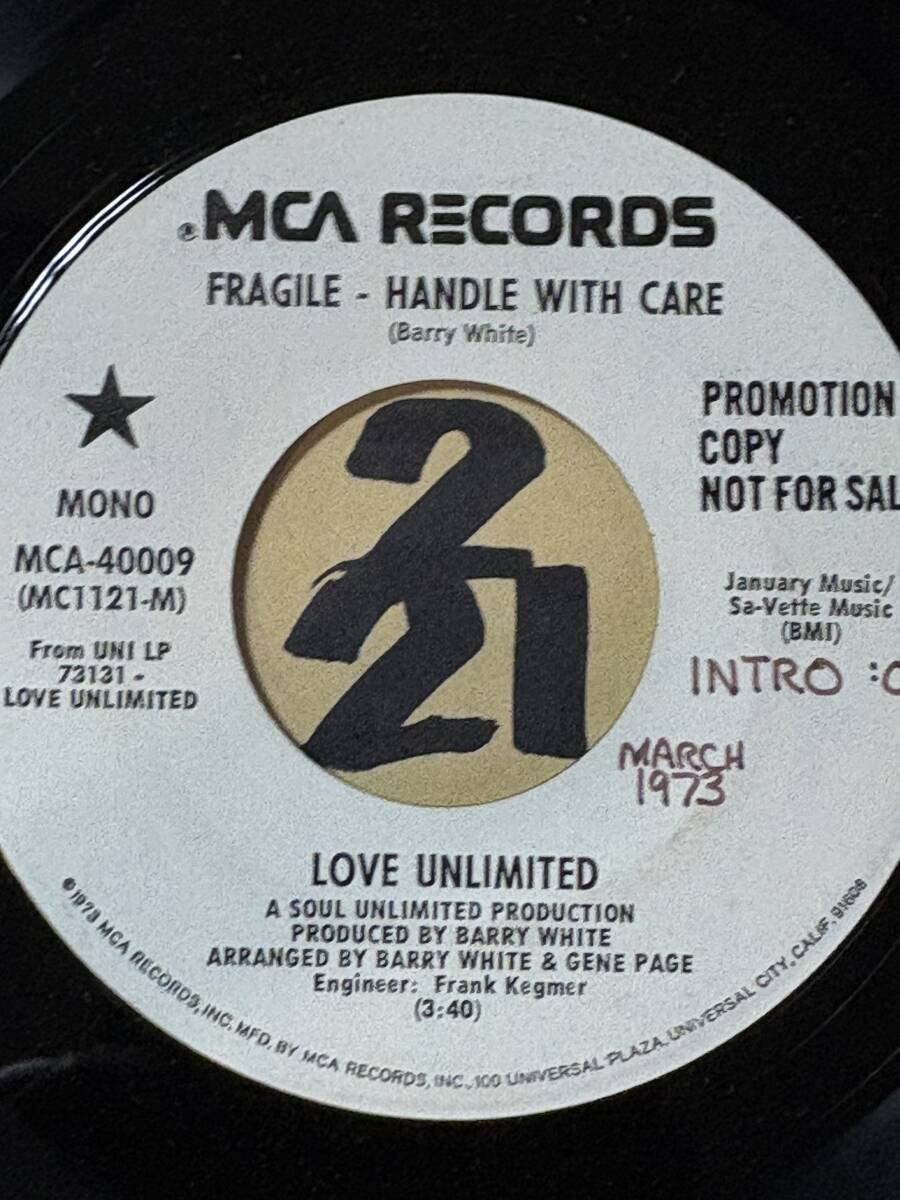 ® MCA RECORDS
FRAGILE - HANDLE WITH CARE
(Barry White)
★
MONO
MCA-40009
(MC1121-M)
From UNI LP
73131 -
LOVE UNLIMITED
PROMOTION
COPY
NOT FOR SAL
January Music/
Sa-Vette Music
(BMI)
INTRO :0
MARCH
1973
2
21
LOVE UNLIMITED
A SOUL UNLIMITED PRODUCTION
PRODUCED BY BARRY WHITE
ARRANGED BY BARRY WHITE & GENE PAGE
Engineer: Frank Kegmer
(3:40)
©1973 MCA RECORDS, INC. MFD. BY MCA RECORDS, INC., 100 UNIVERSAL PLAZA, UNIVERSAL CITY, CALIF. 91608